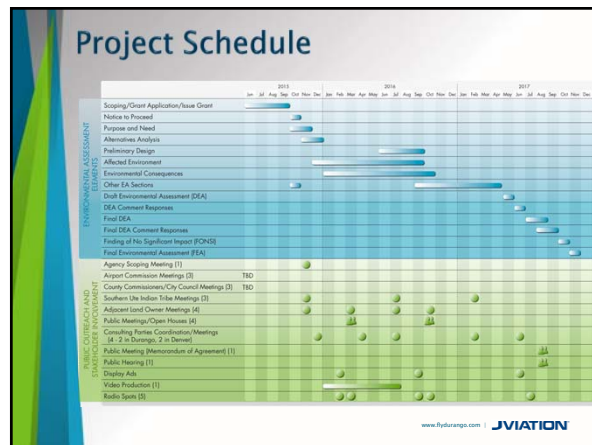 Project Schedule
2015 2016 2017
Jun Jul Aug Sep Oct Nov Dec Jan Feb Mar Apr May Jun Jul Aug Sep Oct Nov Dec Jan Feb Mar Apr May Jun Jul Aug Sep Oct Nov Dec
ENVIRONMENTAL ASSESSMENT
ELEMENTS
Scoping/Grant Application/Issue Grant
Notice to Proceed
Purpose and Need
Alternatives Analysis
Preliminary Design
Affected Environment
Environmental Consequences
Other EA Sections
Draft Environmental Assessment (DEA)
DEA Comment Responses
Final DEA
Final DEA Comment Responses
Finding of No Significant Impact (FONSI)
Final Environmental Assessment (FEA)
PUBLIC OUTREACH AND
STAKEHOLDER INVOLVEMENT
Agency Scoping Meeting (1)
Airport Commission Meetings (3) TBD
County Commissioners/City Council Meetings (3) TBD
Southern Ute Indian Tribe Meetings (3)
Adjacent Land Owner Meetings (4)
Public Meetings/Open Houses (4)
Consulting Parties Coordination/Meetings
(4 - 2 in Durango, 2 in Denver)
Public Meeting (Memorandum of Agreement) (1)
Public Hearing (1)
Display Ads
Video Production (1)
Radio Spots (5)
www.flydurango.com | JVIATION